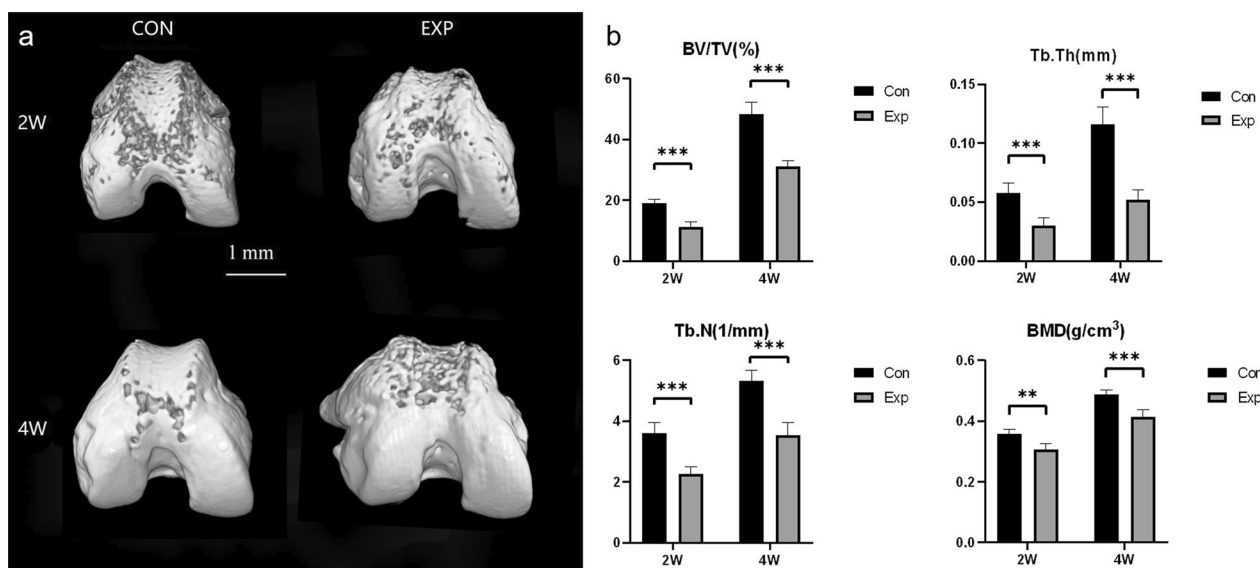 a
CON
EXP
2W
1 mm
4W
b
BV/TV(%)
60
40
20
0
***
***
2W
4W
Con
Exp
Tb.Th(mm)
0.15
0.10
0.05
0.00
***
***
2W
4W
Con
Exp
Tb.N(1/mm)
6
4
2
0
***
***
2W
4W
Con
Exp
BMD(g/cm³)
0.6
0.4
0.2
0.0
**
***
2W
4W
Con
Exp